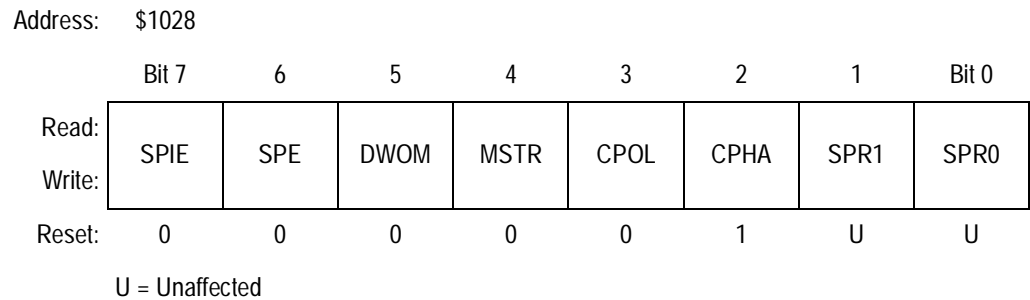 Address: $1028
Bit 7 6 5 4 3 2 1 Bit 0
Read:
SPIE SPE DWOM MSTR CPOL CPHA SPR1 SPR0
Write:
Reset: 0 0 0 0 0 1 U U
U = Unaffected